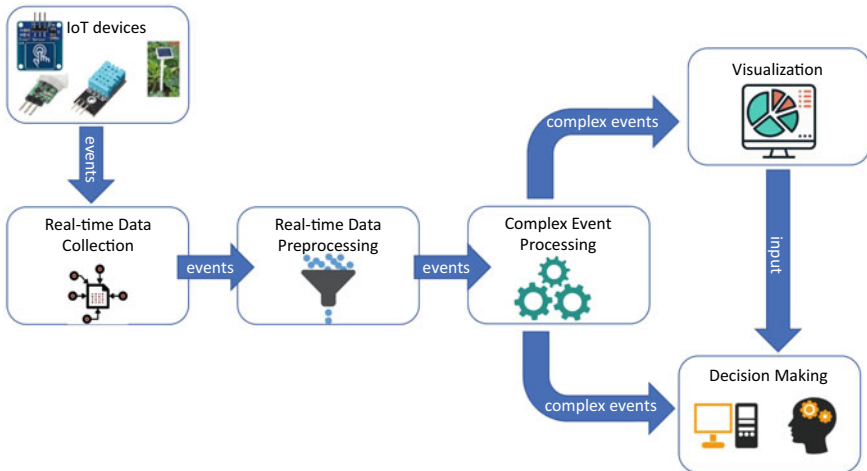 IoT devices
events
Real-time Data
Collection
events
Real-time Data
Preprocessing
events
Complex Event
Processing
complex events
Visualization
input
complex events
Decision Making